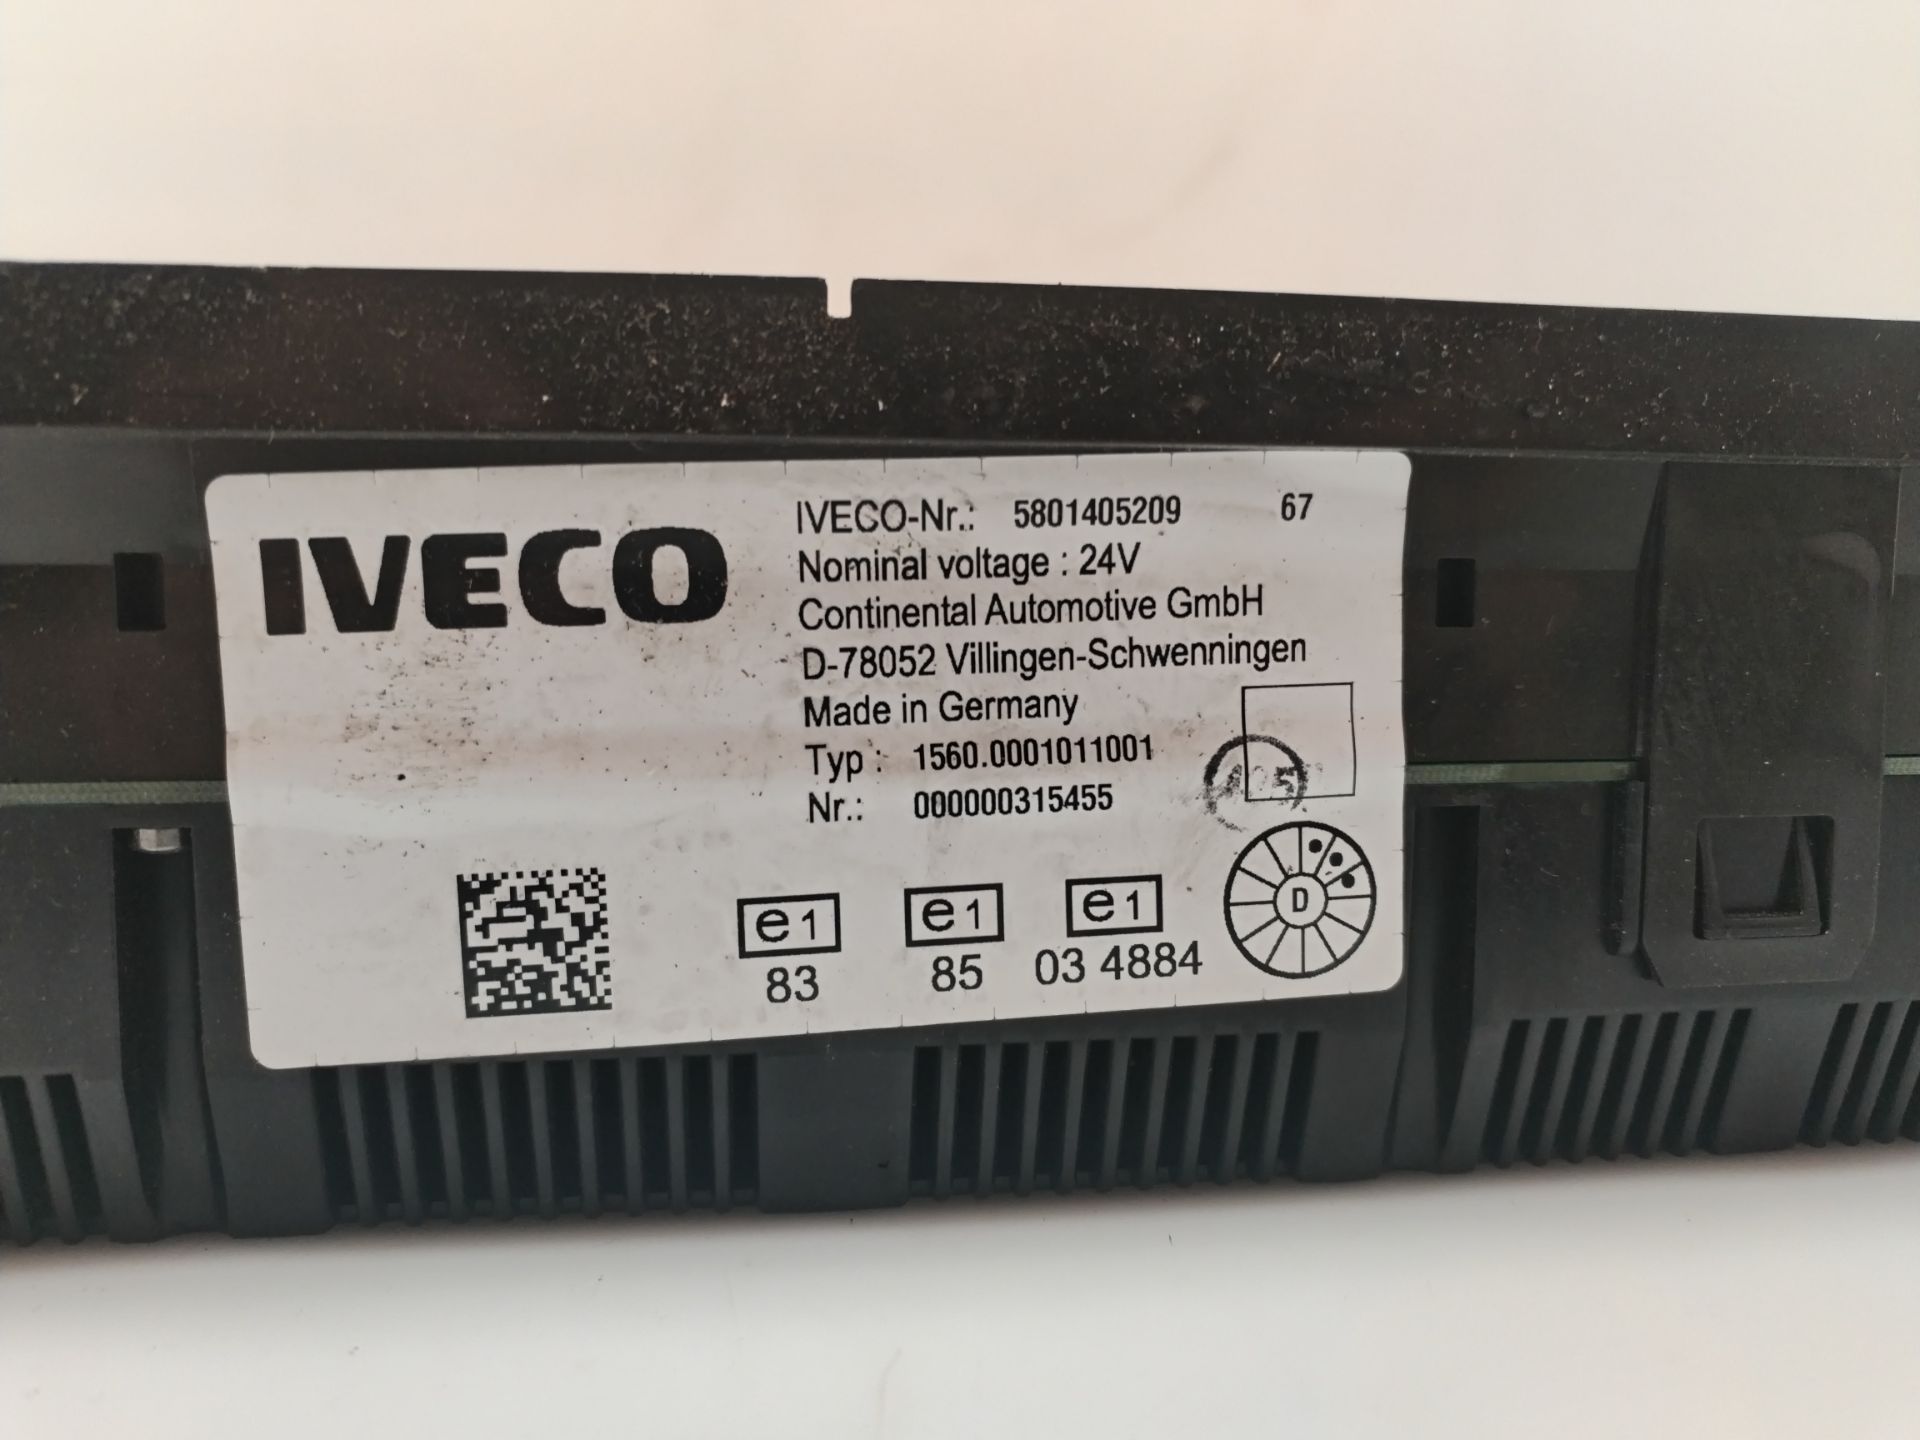 IVECO
IVECO-Nr.: 5801405209 67
Nominal voltage : 24V
Continental Automotive GmbH
D-78052 Villingen-Schwenningen
Made in Germany
Typ : 1560.0001011001
Nr.: 000000315455
e1 e1 e1
83 85 03 4884
D